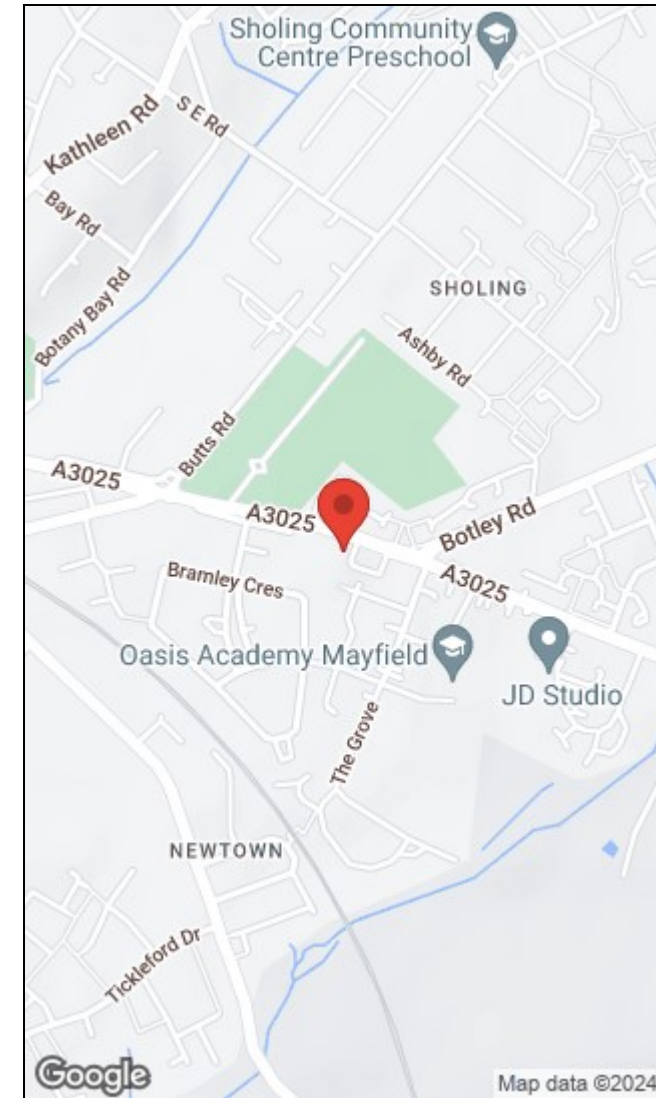 Sholing Community
Centre Preschool
S E Rd
Kathleen Rd
Bay Rd
Botany Bay Rd
SHOLING
Ashby Rd
Butts Rd
A3025
A3025
Botley Rd
A3025
Bramley Cres
Oasis Academy Mayfield
JD Studio
The Grove
NEWTOWN
Tickleford Dr
Google
Map data ©2024